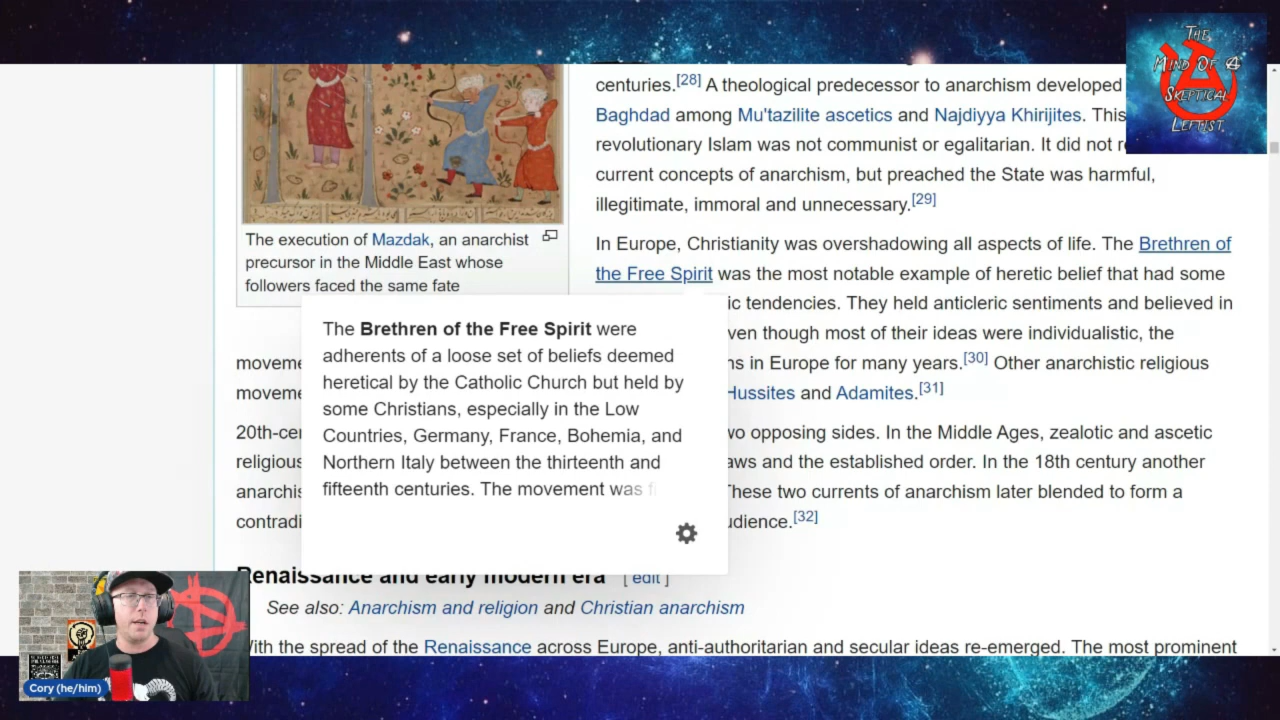 THE
MIND OF A
SKEPTICAL
LEFTIST
centuries.[28] A theological predecessor to anarchism developed
Baghdad among Mu'tazilite ascetics and Najdiyya Khirijites. This
revolutionary Islam was not communist or egalitarian. It did not
current concepts of anarchism, but preached the State was harmful,
illegitimate, immoral and unnecessary.[29]
The execution of Mazdak, an anarchist
precursor in the Middle East whose
followers faced the same fate
In Europe, Christianity was overshadowing all aspects of life. The Brethren of
the Free Spirit was the most notable example of heretic belief that had some
ic tendencies. They held anticleric sentiments and believed in
ven though most of their ideas were individualistic, the
moveme ns in Europe for many years.[30] Other anarchistic religious
moveme Hussites and Adamites.[31]
The Brethren of the Free Spirit were
adherents of a loose set of beliefs deemed
heretical by the Catholic Church but held by
some Christians, especially in the Low
Countries, Germany, France, Bohemia, and
Northern Italy between the thirteenth and
fifteenth centuries. The movement was
20th-cen wo opposing sides. In the Middle Ages, zealotic and ascetic
religious aws and the established order. In the 18th century another
anarchis These two currents of anarchism later blended to form a
contradi udience.[32]
Renaissance and early modern era [ edit ]
See also: Anarchism and religion and Christian anarchism
With the spread of the Renaissance across Europe, anti-authoritarian and secular ideas re-emerged. The most prominent
Cory (he/him)